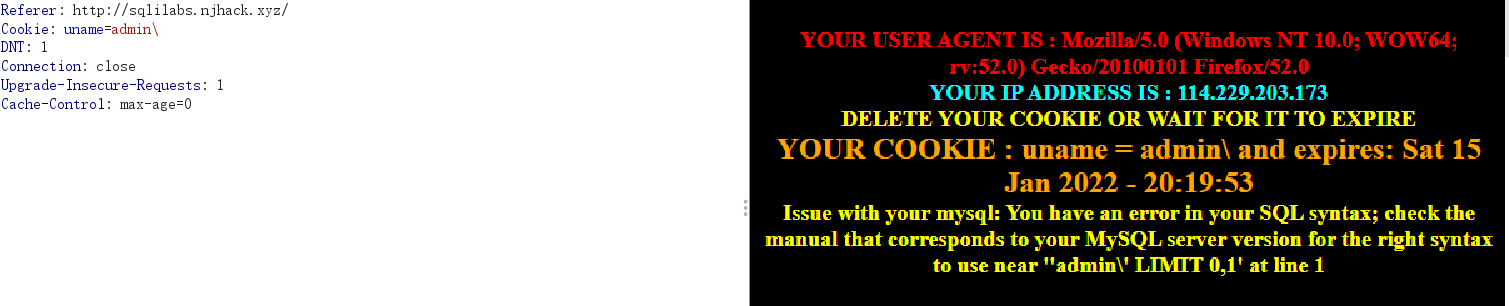 Referer: http://sqlilabs.njhack.xyz/
Cookie: uname=admin\
DNT: 1
Connection: close
Upgrade-Insecure-Requests: 1
Cache-Control: max-age=0
YOUR USER AGENT IS : Mozilla/5.0 (Windows NT 10.0; WOW64;
rv:52.0) Gecko/20100101 Firefox/52.0
YOUR IP ADDRESS IS : 114.229.203.173
DELETE YOUR COOKIE OR WAIT FOR IT TO EXPIRE
YOUR COOKIE : uname = admin\ and expires: Sat 15
Jan 2022 - 20:19:53
Issue with your mysql: You have an error in your SQL syntax; check the
manual that corresponds to your MySQL server version for the right syntax
to use near ''admin\' LIMIT 0,1' at line 1